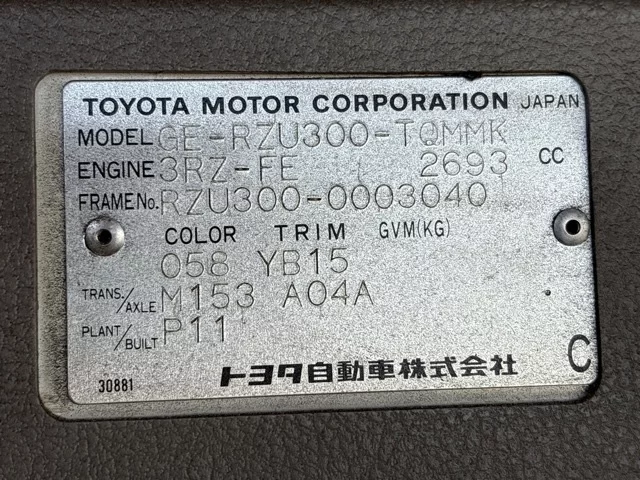 TOYOTA MOTOR CORPORATION JAPAN
MODEL GE-RZU300-TQMMK
ENGINE 3RZ-FE 2693 CC
FRAME No. RZU300-0003040
COLOR TRIM GVM(KG)
058 YB15
TRANS./AXLE M153 A04A
PLANT/BUILT P11
30881 トヨタ自動車株式会社 C